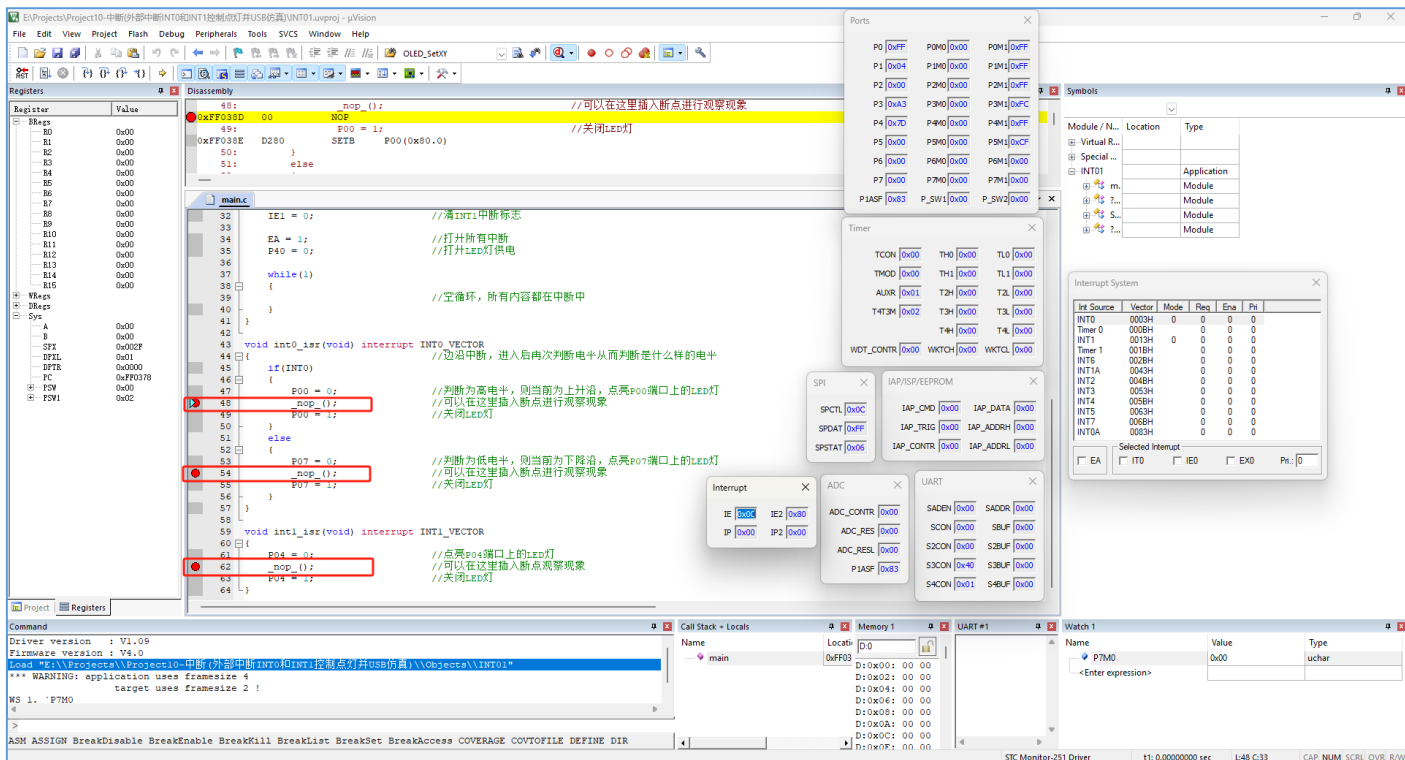 E:\Projects\Project10-中断(外部中断INT0和INT1控制点灯并USB仿真)\INT01.uvproj - µVision
File Edit View Project Flash Debug Peripherals Tools SVCS Window Help
OLED_SetXY
Registers
Register Value
BRegs
R0 0x00
R1 0x00
R2 0x00
R3 0x00
R4 0x00
R5 0x00
R6 0x00
R7 0x00
R8 0x00
R9 0x00
R10 0x00
R11 0x00
R12 0x00
R13 0x00
R14 0x00
R15 0x00
WRegs
DRegs
Sys
A 0x00
B 0x00
SPX 0x002F
DPXL 0x01
DPTR 0x0000
PC 0xFF0378
PSW 0x00
PSW1 0x02
Project Registers
Disassembly
48: _nop_(); //可以在这里插入断点进行观察现象
0xFF038D 00 NOP
49: P00 = 1; //关闭LED灯
0xFF038E D280 SETB P00(0x80.0)
50: }
51: else
main.c
32 IE1 = 0; //清INT1中断标志
33
34 EA = 1; //打开所有中断
35 P40 = 0; //打开LED灯供电
36
37 while(1)
38 {
39 //空循环，所有内容都在中断中
40 }
41 }
42
43 void int0_isr(void) interrupt INT0_VECTOR
44 { //边沿中断，进入后再次判断电平从而判断是什么样的电平
45 if(INT0)
46 {
47 P00 = 0; //判断为高电平，则当前为上升沿，点亮P00端口上的LED灯
48 _nop_(); //可以在这里插入断点进行观察现象
49 P00 = 1; //关闭LED灯
50 }
51 else
52 {
53 P07 = 0; //判断为低电平，则当前为下降沿，点亮P07端口上的LED灯
54 _nop_(); //可以在这里插入断点进行观察现象
55 P07 = 1; //关闭LED灯
56 }
57 }
58
59 void int1_isr(void) interrupt INT1_VECTOR
60 {
61 P04 = 0; //点亮P04端口上的LED灯
62 _nop_(); //可以在这里插入断点观察现象
63 P04 = 1; //关闭LED灯
64 }
Ports
P0 0xFF P0M0 0x00 P0M1 0xFF
P1 0x04 P1M0 0x00 P1M1 0xFF
P2 0x00 P2M0 0x00 P2M1 0xFF
P3 0xA3 P3M0 0x00 P3M1 0xFC
P4 0x7D P4M0 0x00 P4M1 0xFF
P5 0x00 P5M0 0x00 P5M1 0xCF
P6 0x00 P6M0 0x00 P6M1 0x00
P7 0x00 P7M0 0x00 P7M1 0x00
P1ASF 0x83 P_SW1 0x00 P_SW2 0x00
Timer
TCON 0x00 TH0 0x00 TL0 0x00
TMOD 0x00 TH1 0x00 TL1 0x00
AUXR 0x01 T2H 0x00 T2L 0x00
T4T3M 0x02 T3H 0x00 T3L 0x00
T4H 0x00 T4L 0x00
WDT_CONTR 0x00 WKTCH 0x00 WKTCL 0x00
SPI
SPCTL 0x0C
SPDAT 0xFF
SPSTAT 0x06
IAP/ISP/EEPROM
IAP_CMD 0x00 IAP_DATA 0x00
IAP_TRIG 0x00 IAP_ADDRH 0x00
IAP_CONTR 0x00 IAP_ADDRL 0x00
Interrupt
IE 0x0C IE2 0x80
IP 0x00 IP2 0x00
ADC
ADC_CONTR 0x00
ADC_RES 0x00
ADC_RESL 0x00
P1ASF 0x83
UART
SADEN 0x00 SADDR 0x00
SCON 0x00 SBUF 0x00
S2CON 0x00 S2BUF 0x00
S3CON 0x40 S3BUF 0x00
S4CON 0x01 S4BUF 0x00
Symbols
Module / N... Location Type
Virtual R...
Special ...
INT01 Application
m. Module
?... Module
S... Module
?... Module
Interrupt System
Int Source Vector Mode Req Ena Pri
INT0 0003H 0 0 0 0
Timer 0 000BH 0 0 0
INT1 0013H 0 0 0 0
Timer 1 001BH 0 0 0
INT6 002BH 0 0 0
INT1A 0043H 0 0 0
INT2 004BH 0 0 0
INT3 0053H 0 0 0
INT4 005BH 0 0 0
INT5 0063H 0 0 0
INT7 006BH 0 0 0
INT0A 0083H 0 0 0
Selected Interrupt
EA IT0 IE0 EX0 Pri.: 0
Command
Driver version : V1.09
Firmware version : V4.0
Load "E:\\Projects\\Project10-中断(外部中断INT0和INT1控制点灯并USB仿真)\\Objects\\INT01"
*** WARNING: application uses framesize 4
target uses framesize 2 !
WS 1, `P7M0
>
ASM ASSIGN BreakDisable BreakEnable BreakKill BreakList BreakSet BreakAccess COVERAGE COVTOFILE DEFINE DIR
Call Stack + Locals
Name Locati
main 0xFF03
Memory 1
D:0
D:0x00: 00 00
D:0x02: 00 00
D:0x04: 00 00
D:0x06: 00 00
D:0x08: 00 00
D:0x0A: 00 00
D:0x0C: 00 00
D:0x0E: 00 00
UART #1
Watch 1
Name Value Type
P7M0 0x00 uchar
<Enter expression>
STC Monitor-251 Driver t1: 0.00000000 sec L:48 C:33 CAP NUM SCRL OVR R/W